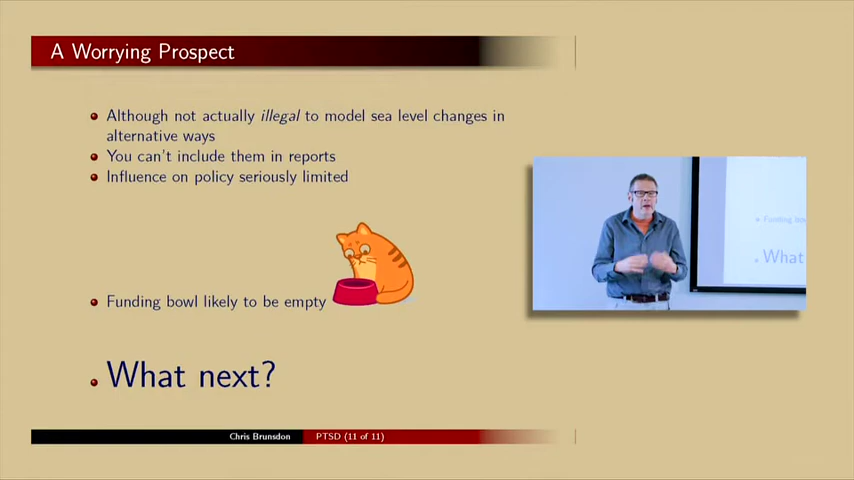 A Worrying Prospect
Although not actually illegal to model sea level changes in
alternative ways
You can't include them in reports
Influence on policy seriously limited
Funding bowl likely to be empty
What next?
Chris Brunsdon
PTSD (11 of 11)
What